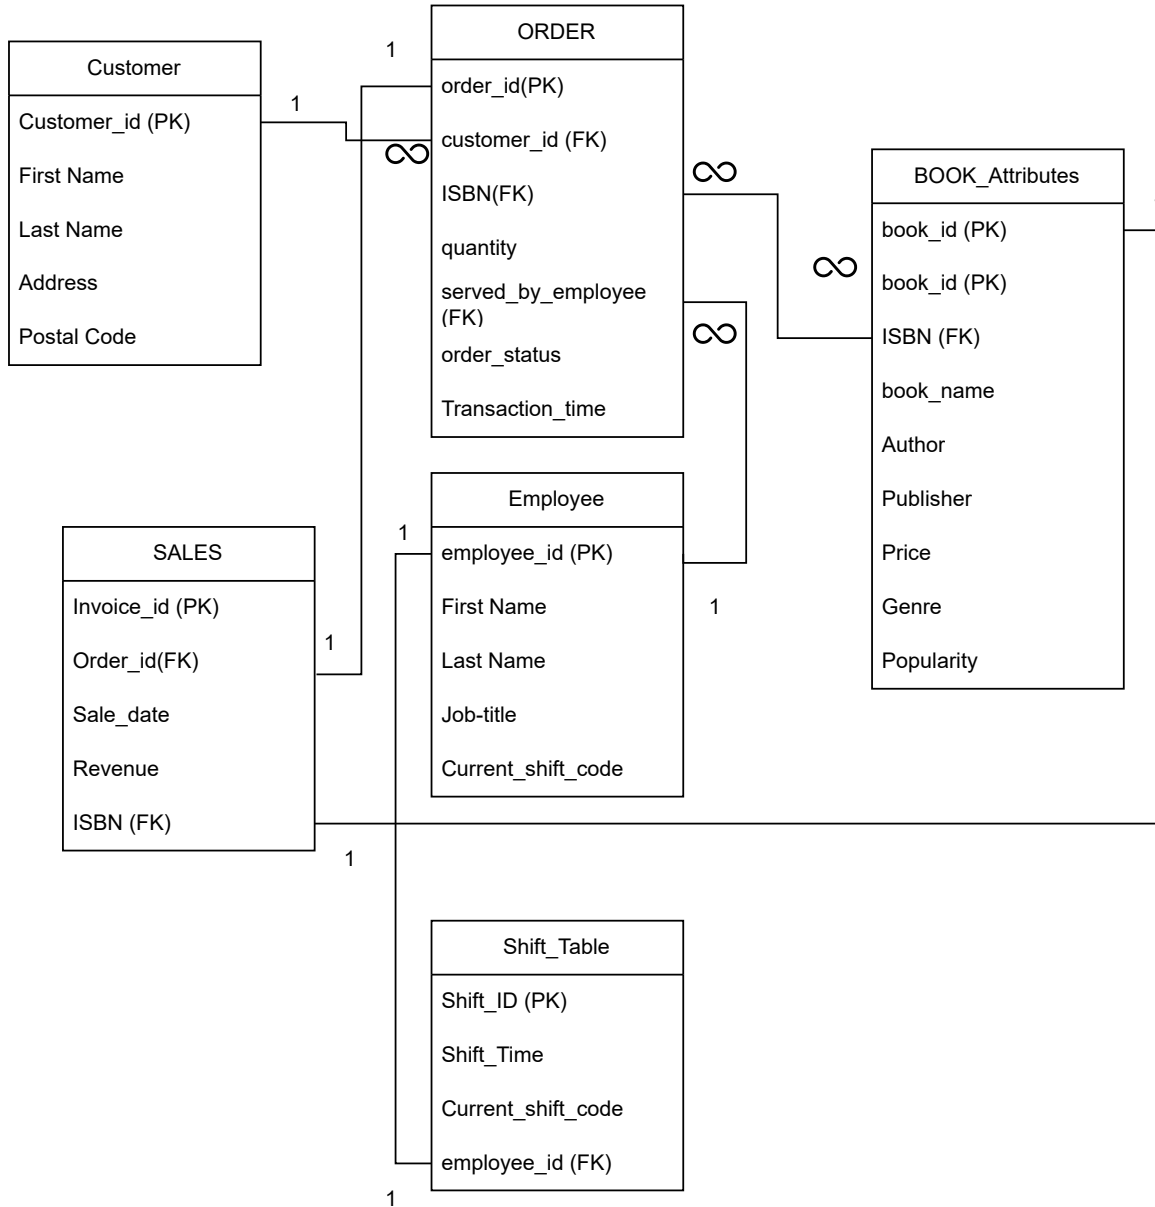 Customer
Customer_id (PK)
First Name
Last Name
Address
Postal Code
1
1
∞
ORDER
order_id(PK)
customer_id (FK)
ISBN(FK)
quantity
served_by_employee
(FK)
order_status
Transaction_time
∞
∞
∞
BOOK_Attributes
book_id (PK)
book_id (PK)
ISBN (FK)
book_name
Author
Publisher
Price
Genre
Popularity
SALES
Invoice_id (PK)
Order_id(FK)
Sale_date
Revenue
ISBN (FK)
1
1
1
Employee
employee_id (PK)
First Name
Last Name
Job-title
Current_shift_code
1
Shift_Table
Shift_ID (PK)
Shift_Time
Current_shift_code
employee_id (FK)
1